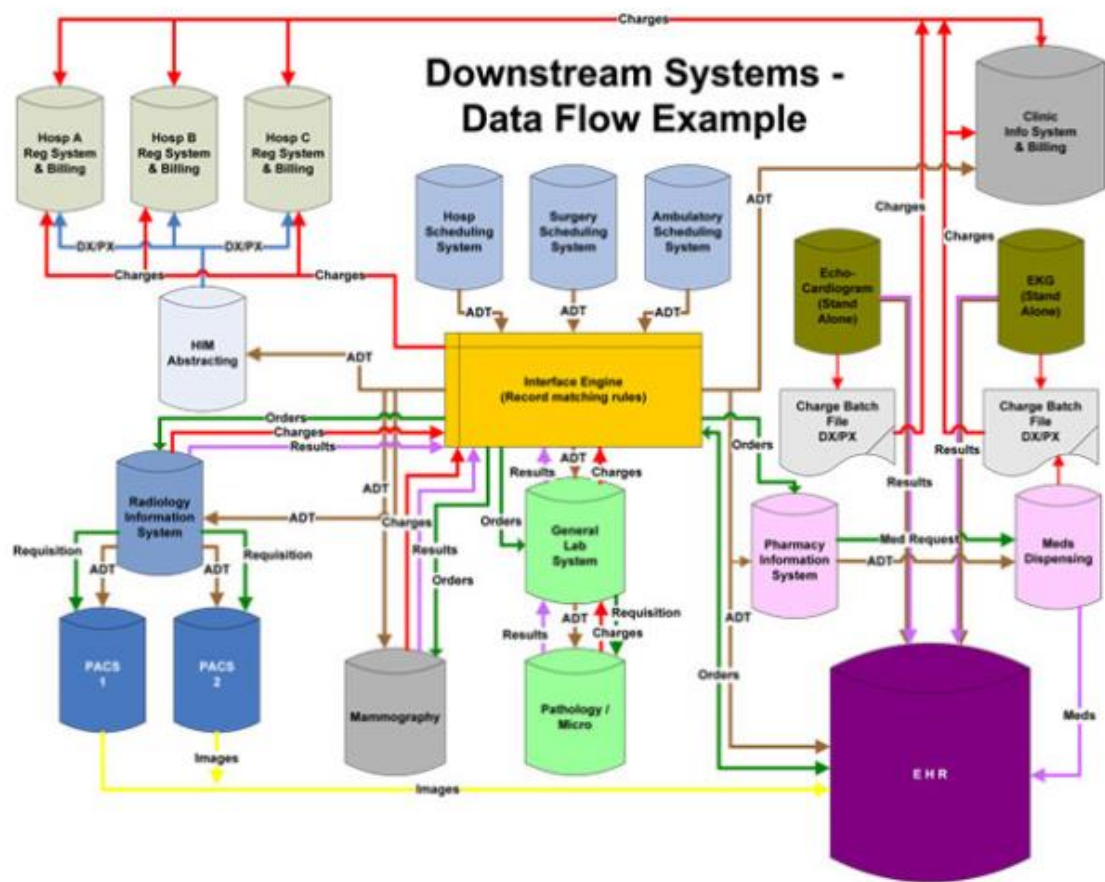 Charges
Downstream Systems -
Data Flow Example
Hosp A
Reg System
& Billing
Hosp B
Reg System
& Billing
Hosp C
Reg System
& Billing
Clinic
Info System
& Billing
Hosp
Scheduling
System
Surgery
Scheduling
System
Ambulatory
Scheduling
System
ADT
Charges
Charges
DX/PX
DX/PX
Charges
Charges
Echo-
Cardiogram
(Stand
Alone)
EKG
(Stand
Alone)
HIM
Abstracting
ADT
ADT
ADT
ADT
Interface Engine
(Record matching rules)
Charge Batch
File
DX/PX
Charge Batch
File
DX/PX
Orders
Charges
Results
Orders
Results
Results
ADT
Results
ADT
Charges
Radiology
Information
System
ADT
Charges
Orders
General
Lab
System
Results
Orders
Pharmacy
Information
System
Med Request
ADT
Meds
Dispensing
Requisition
ADT
ADT
Requisition
Results
ADT
Requisition
Charges
ADT
Orders
PACS
1
PACS
2
Mammography
Pathology /
Micro
Meds
Images
Images
E H R